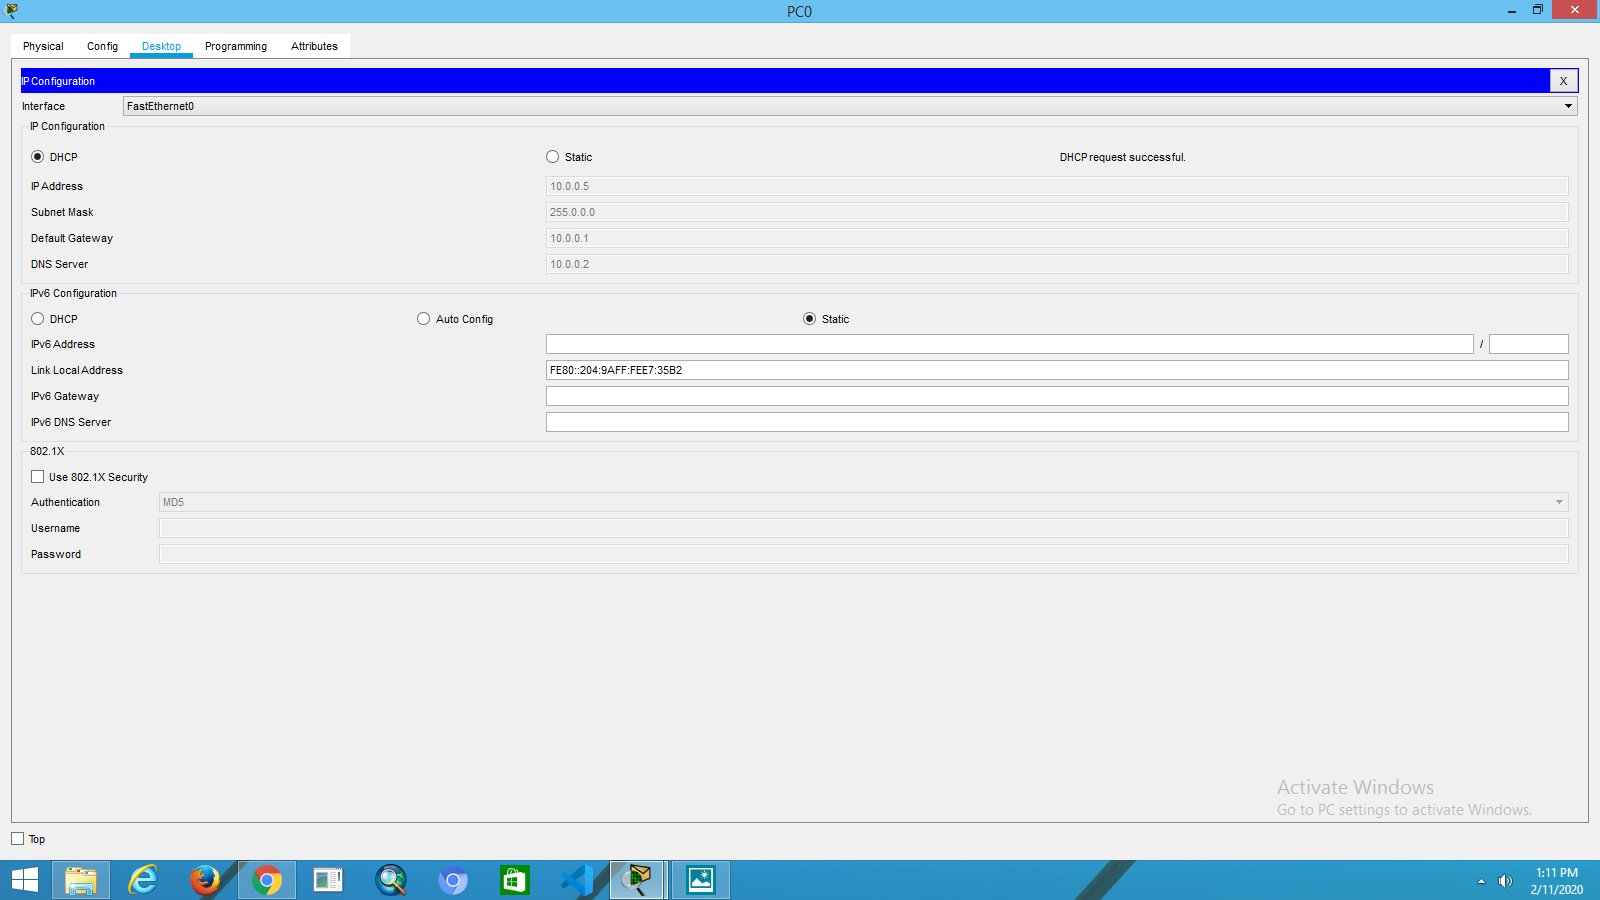 PC0
Physical Config Desktop Programming Attributes
IP Configuration X
Interface FastEthernet0
IP Configuration
DHCP Static DHCP request successful.
IP Address 10.0.0.5
Subnet Mask 255.0.0.0
Default Gateway 10.0.0.1
DNS Server 10.0.0.2
IPv6 Configuration
DHCP Auto Config Static
IPv6 Address /
Link Local Address FE80::204:9AFF:FEE7:35B2
IPv6 Gateway
IPv6 DNS Server
802.1X
Use 802.1X Security
Authentication MD5
Username
Password
Activate Windows
Go to PC settings to activate Windows.
Top
1:11 PM
2/11/2020